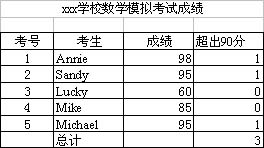 xxx学校数学模拟考试成绩
考号 考生 成绩 超出90分
1 Annie 98 1
2 Sandy 95 1
3 Lucky 60 0
4 Mike 85 0
5 Michael 95 1
总计 3